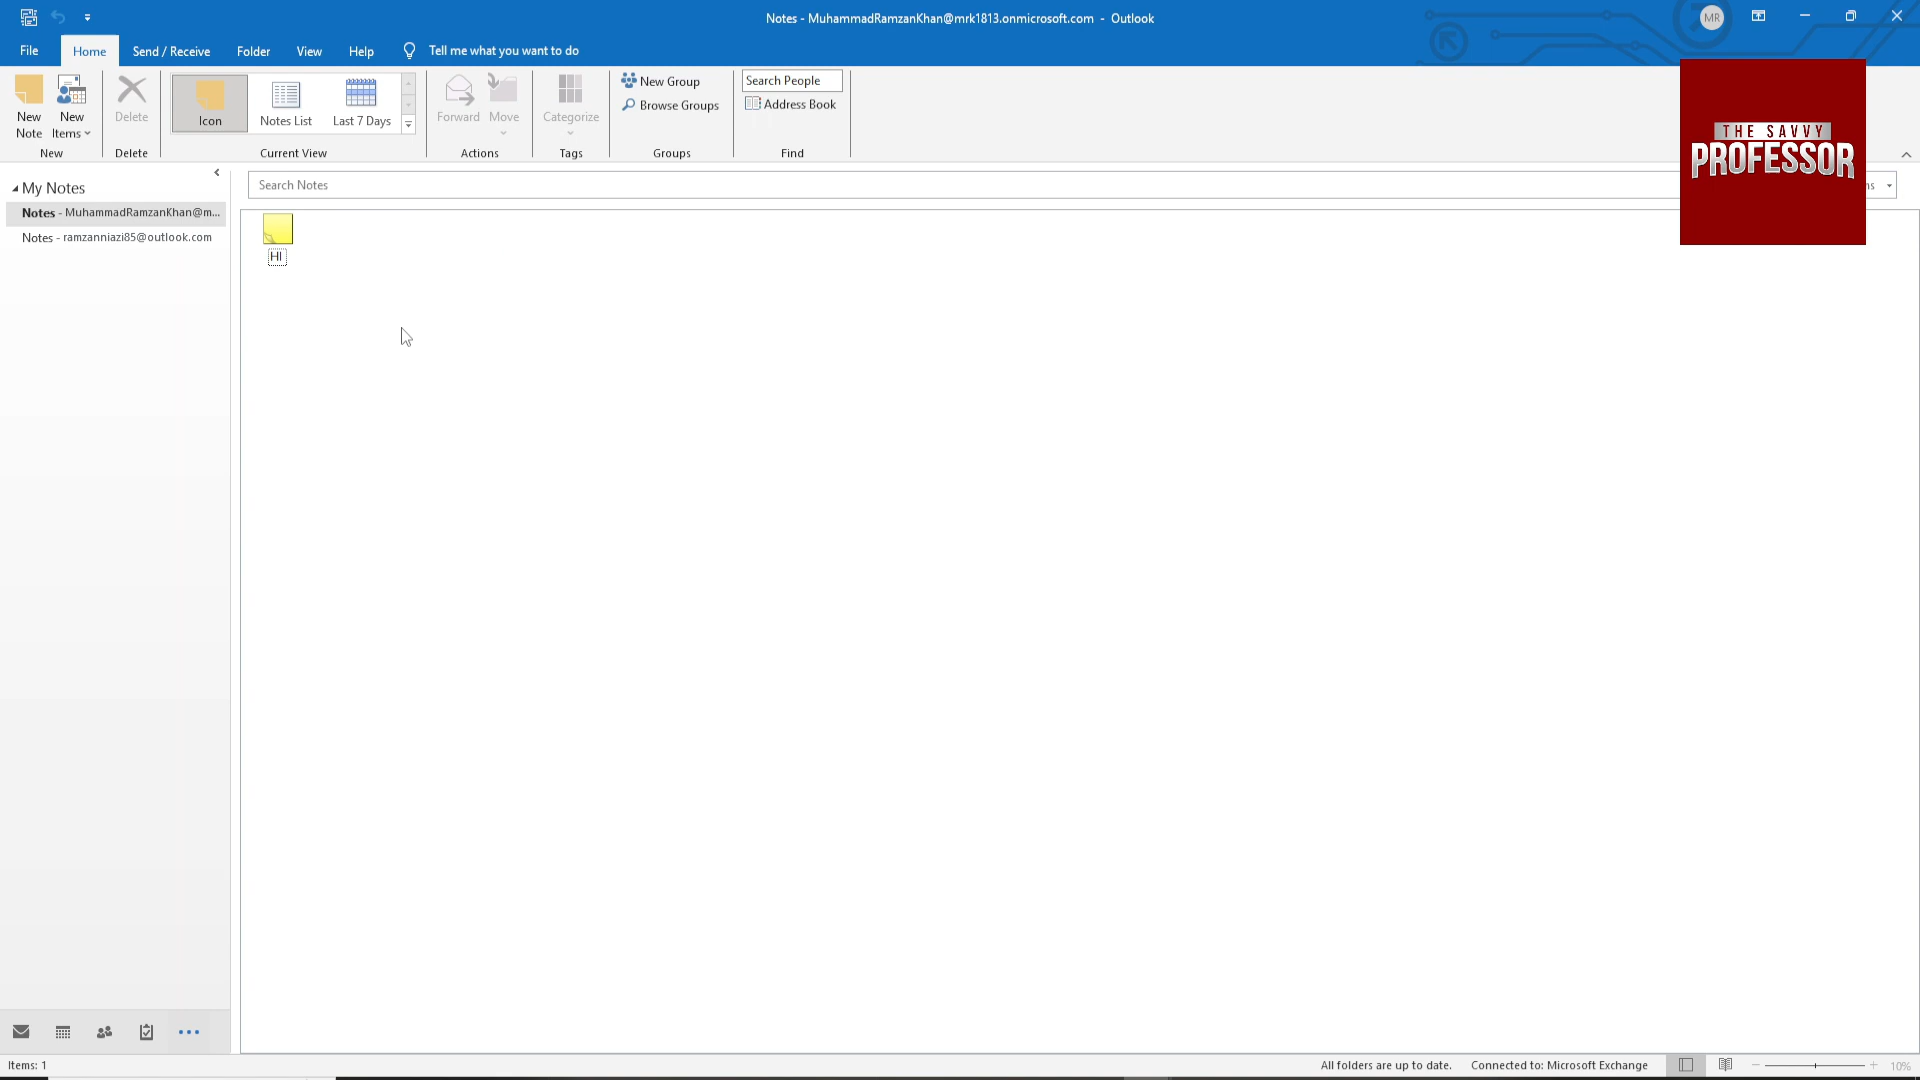 Notes - MuhammadRamzanKhan@mrk1813.onmicrosoft.com - Outlook
MR
File
Home
Send / Receive
Folder
View
Help
Tell me what you want to do
New Note
New Items
Delete
Icon
Notes List
Last 7 Days
Forward
Move
Categorize
New Group
Browse Groups
Search People
Address Book
New
Delete
Current View
Actions
Tags
Groups
Find
THE SAVVY
PROFESSOR
My Notes
Notes - MuhammadRamzanKhan@m...
Notes - ramzanniazi85@outlook.com
Search Notes
HI
Items: 1
All folders are up to date.
Connected to: Microsoft Exchange
10%